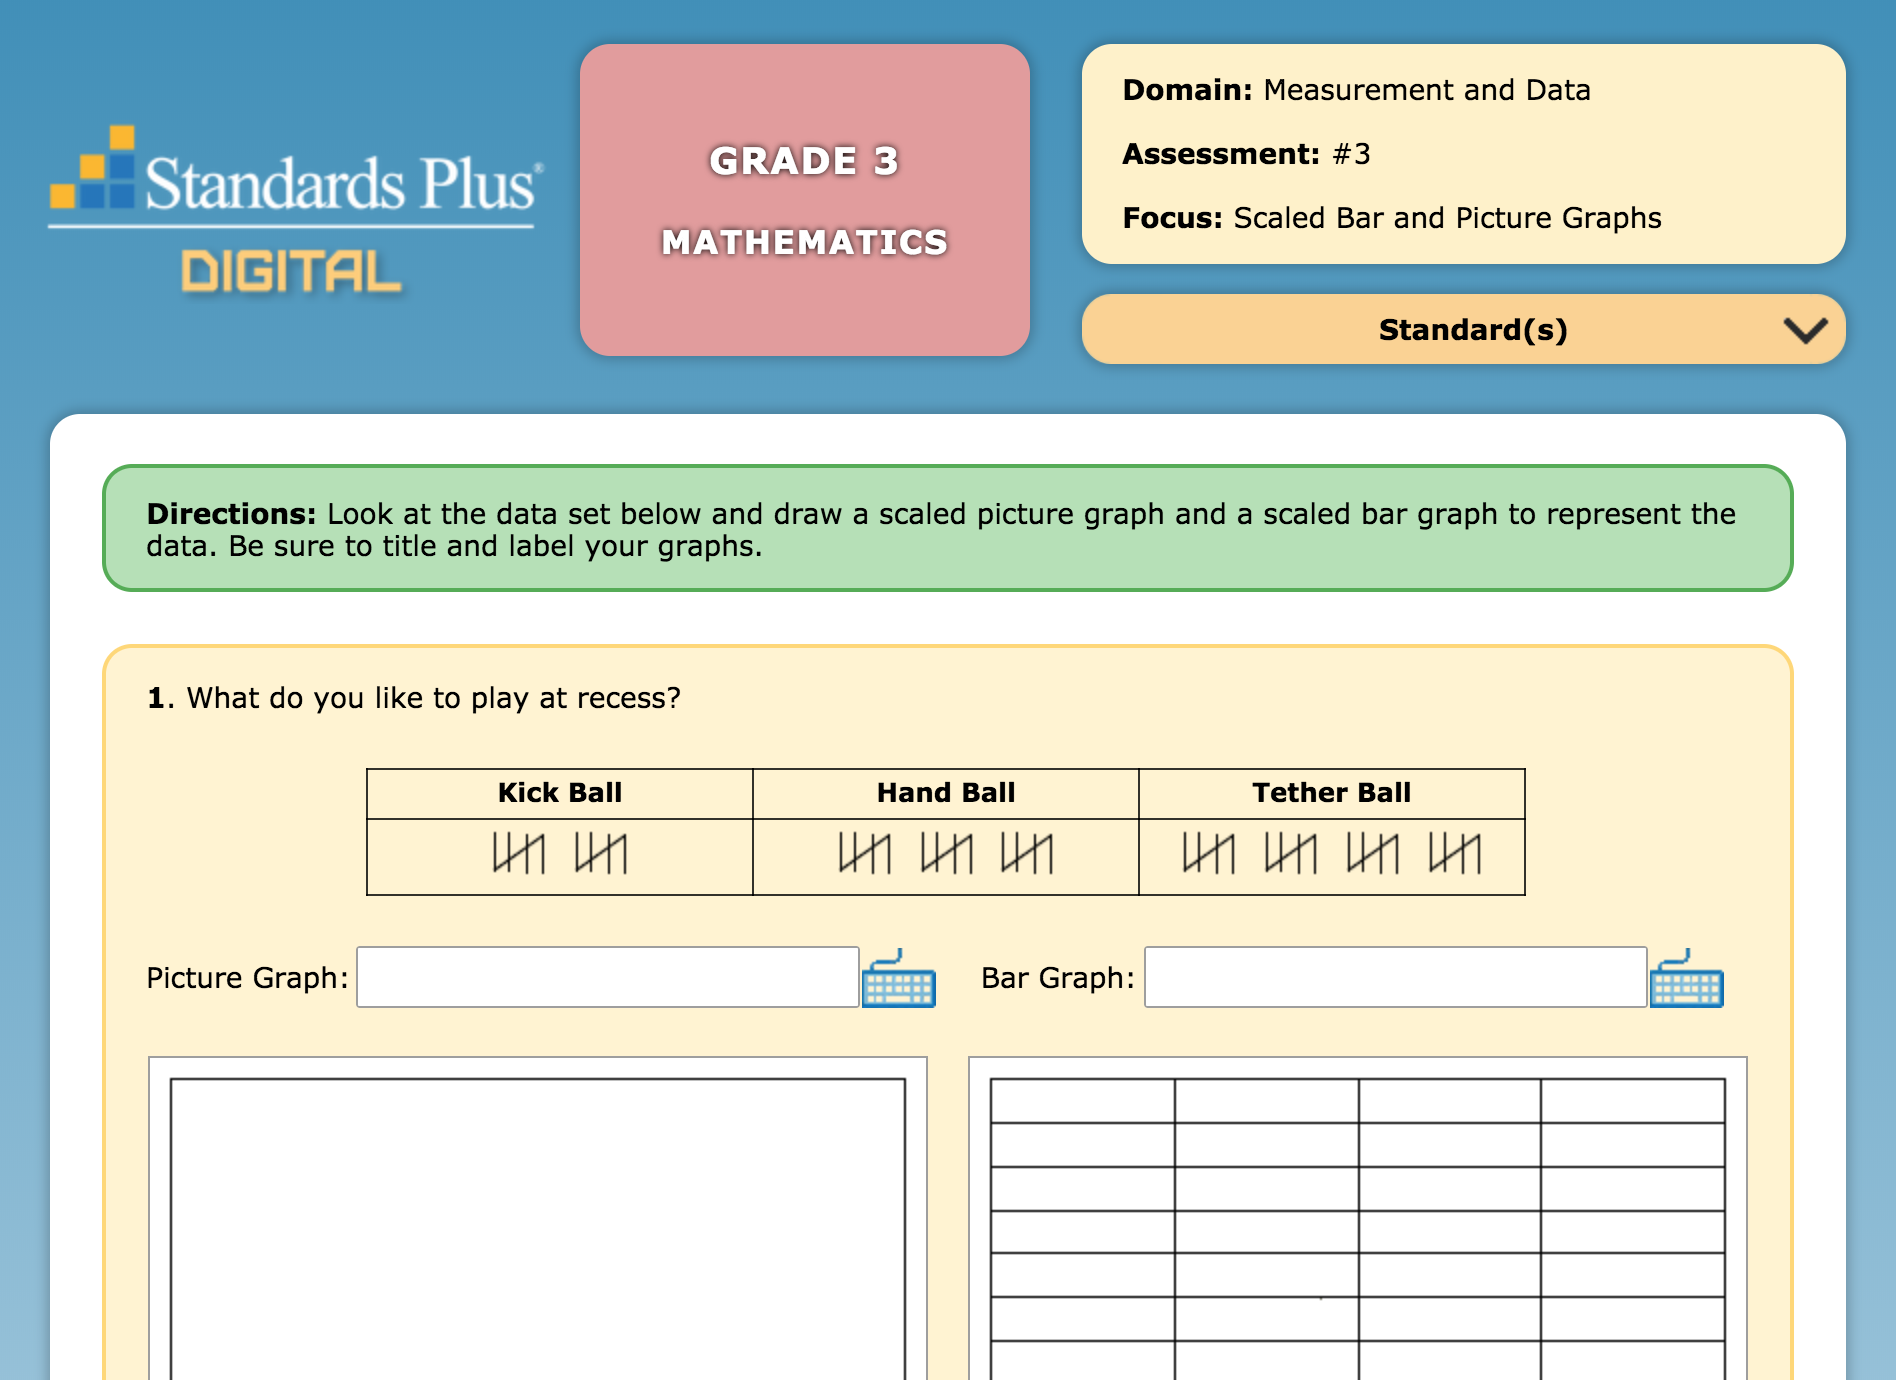 Standards Plus®
DIGITAL
GRADE 3
MATHEMATICS
Domain: Measurement and Data
Assessment: #3
Focus: Scaled Bar and Picture Graphs
Standard(s)
Directions: Look at the data set below and draw a scaled picture graph and a scaled bar graph to represent the
data. Be sure to title and label your graphs.
1. What do you like to play at recess?
Kick Ball Hand Ball Tether Ball
Picture Graph: Bar Graph: